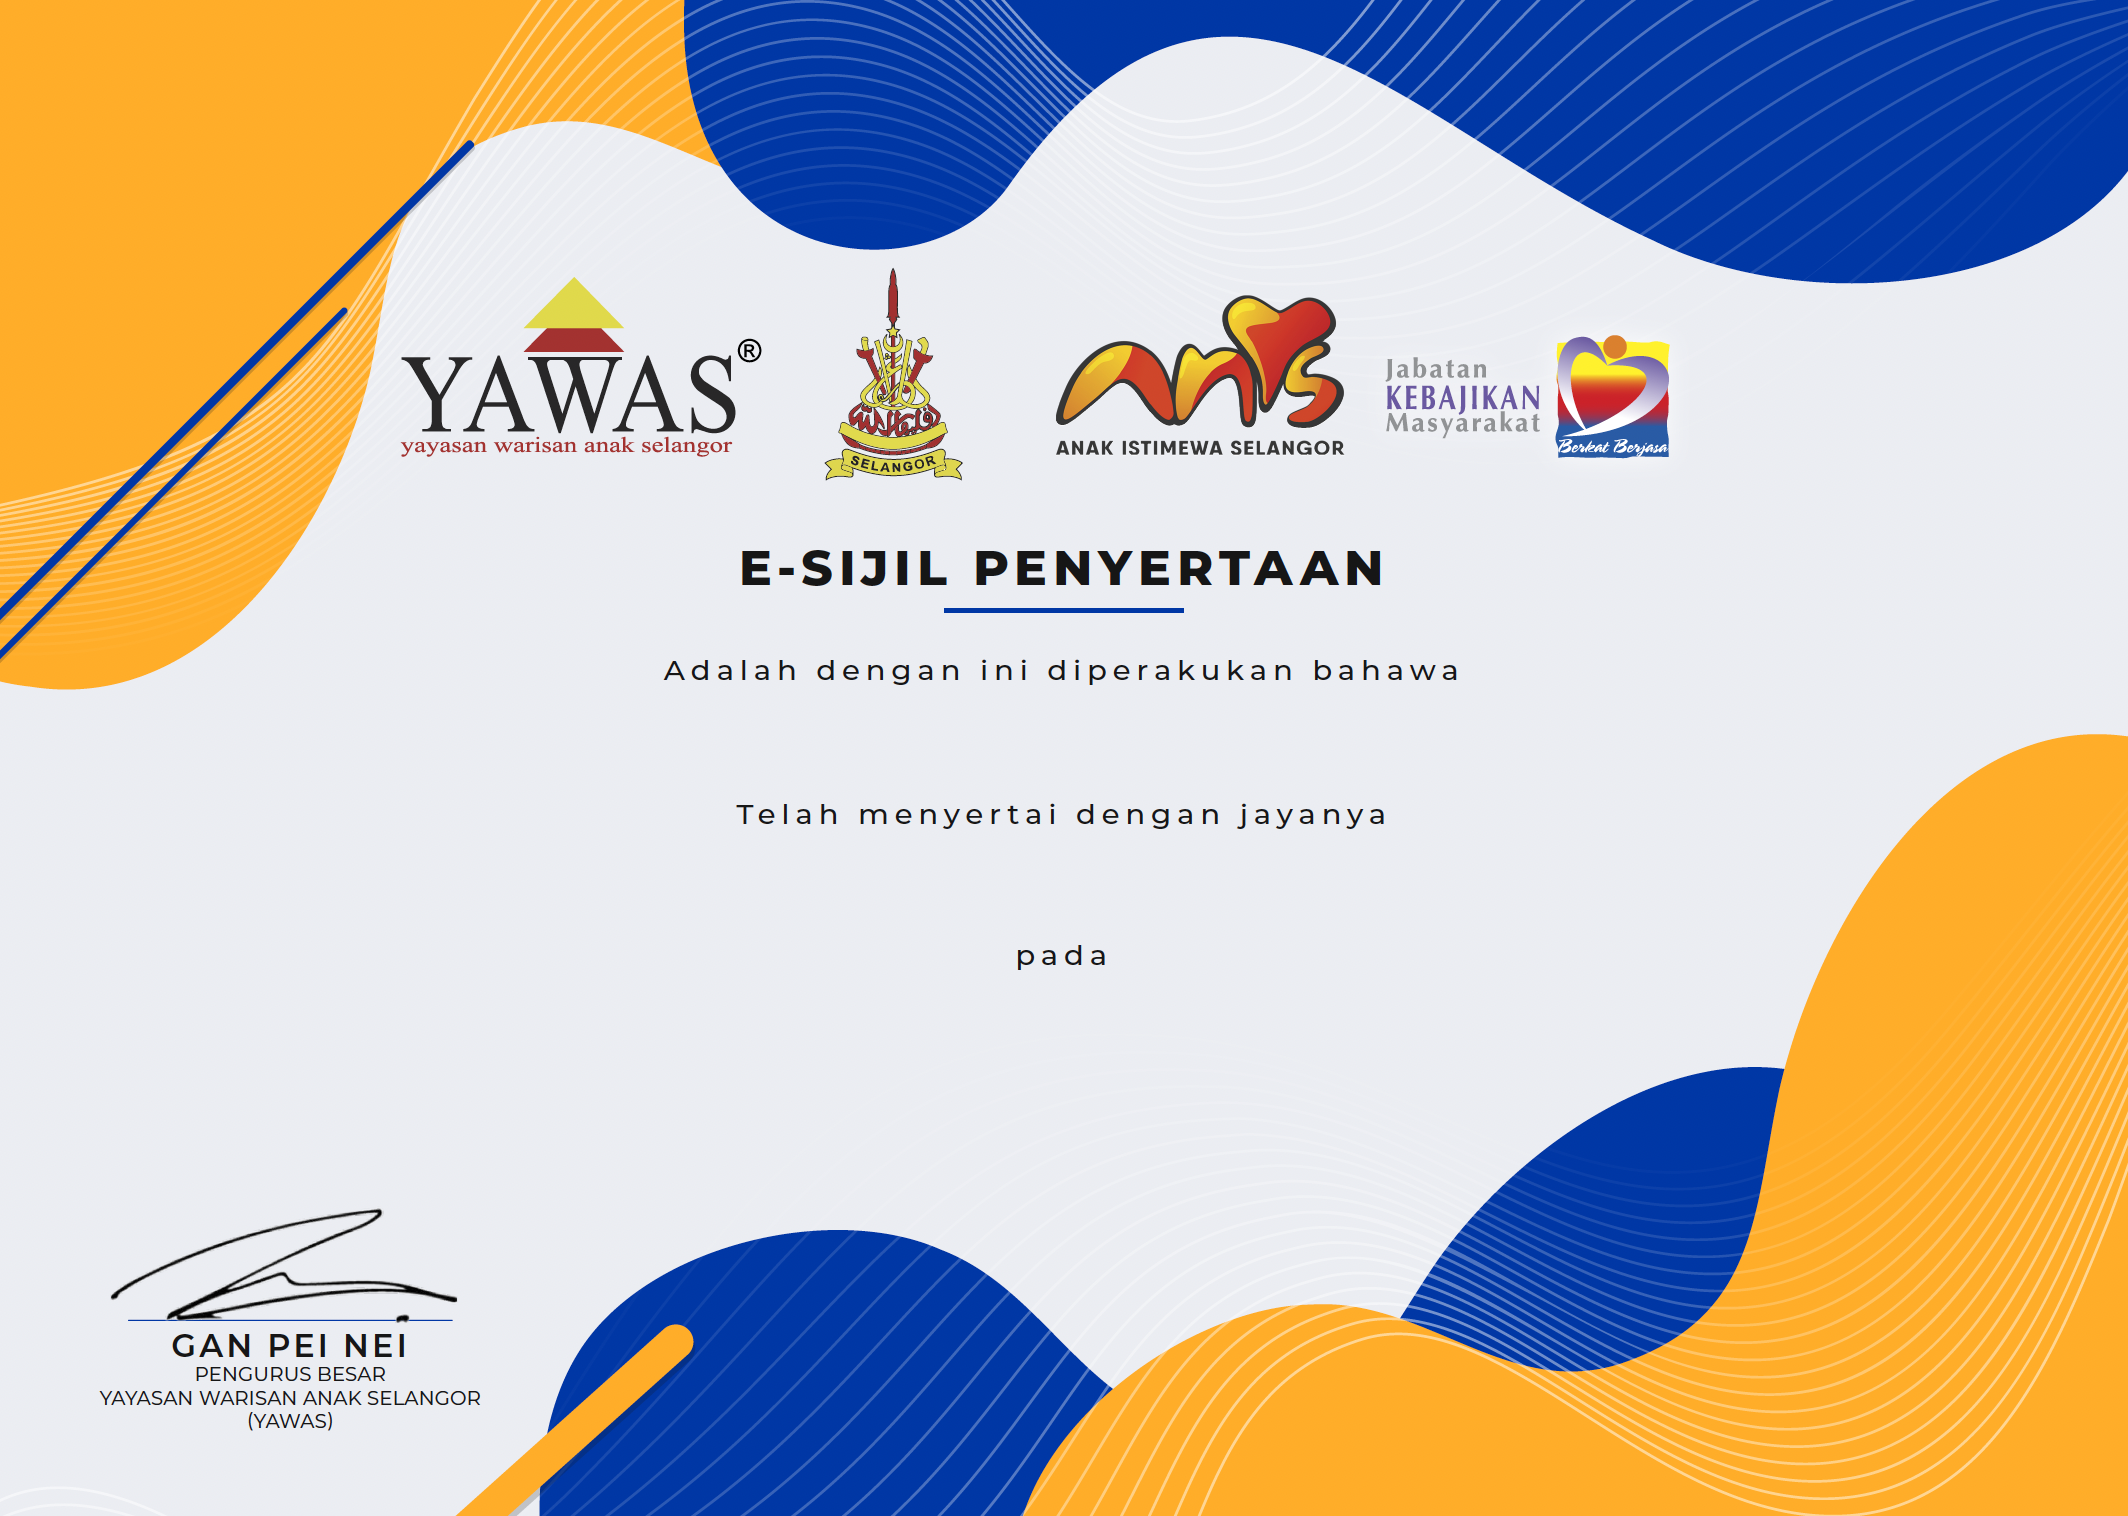 YAWAS®
yayasan warisan anak selangor
SELANGOR
anis
ANAK ISTIMEWA SELANGOR
Jabatan
KEBAJIKAN
Masyarakat
Berkat Berjasa
E-SIJIL PENYERTAAN
Adalah dengan ini diperakukan bahawa
Telah menyertai dengan jayanya
pada
GAN PEI NEI
PENGURUS BESAR
YAYASAN WARISAN ANAK SELANGOR
(YAWAS)